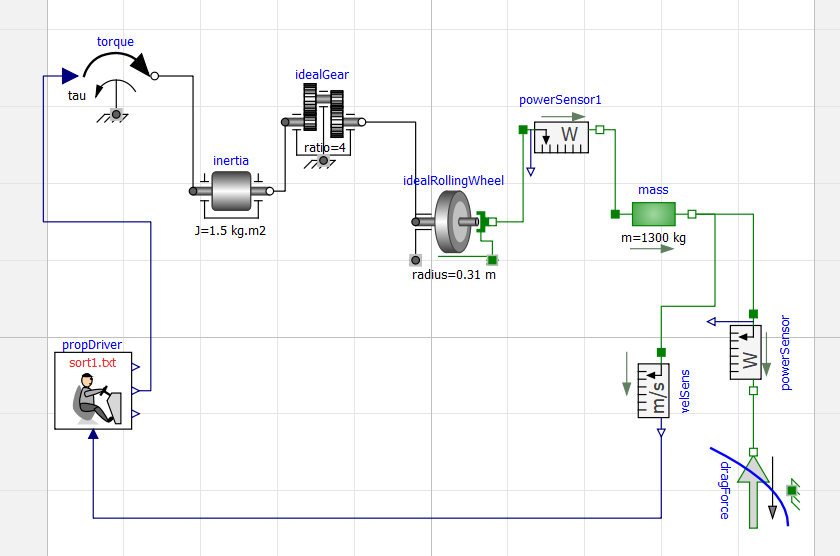 torque
tau
idealGear
ratio=4
powerSensor1
W
inertia
J=1.5 kg.m2
idealRollingWheel
radius=0.31 m
mass
m=1300 kg
propDriver
sort1.txt
m/s
velSens
W
powerSensor
dragForce